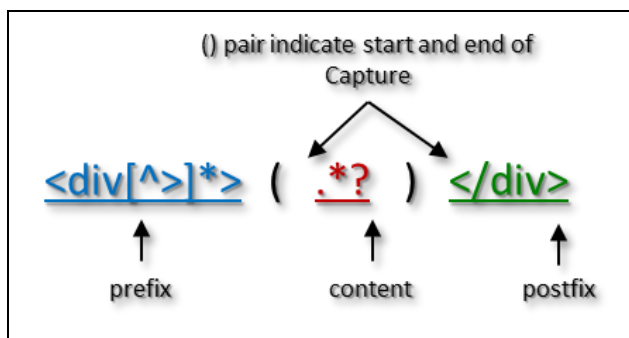 () pair indicate start and end of
Capture
<div[^>]*> ( .*? ) </div>
prefix content postfix